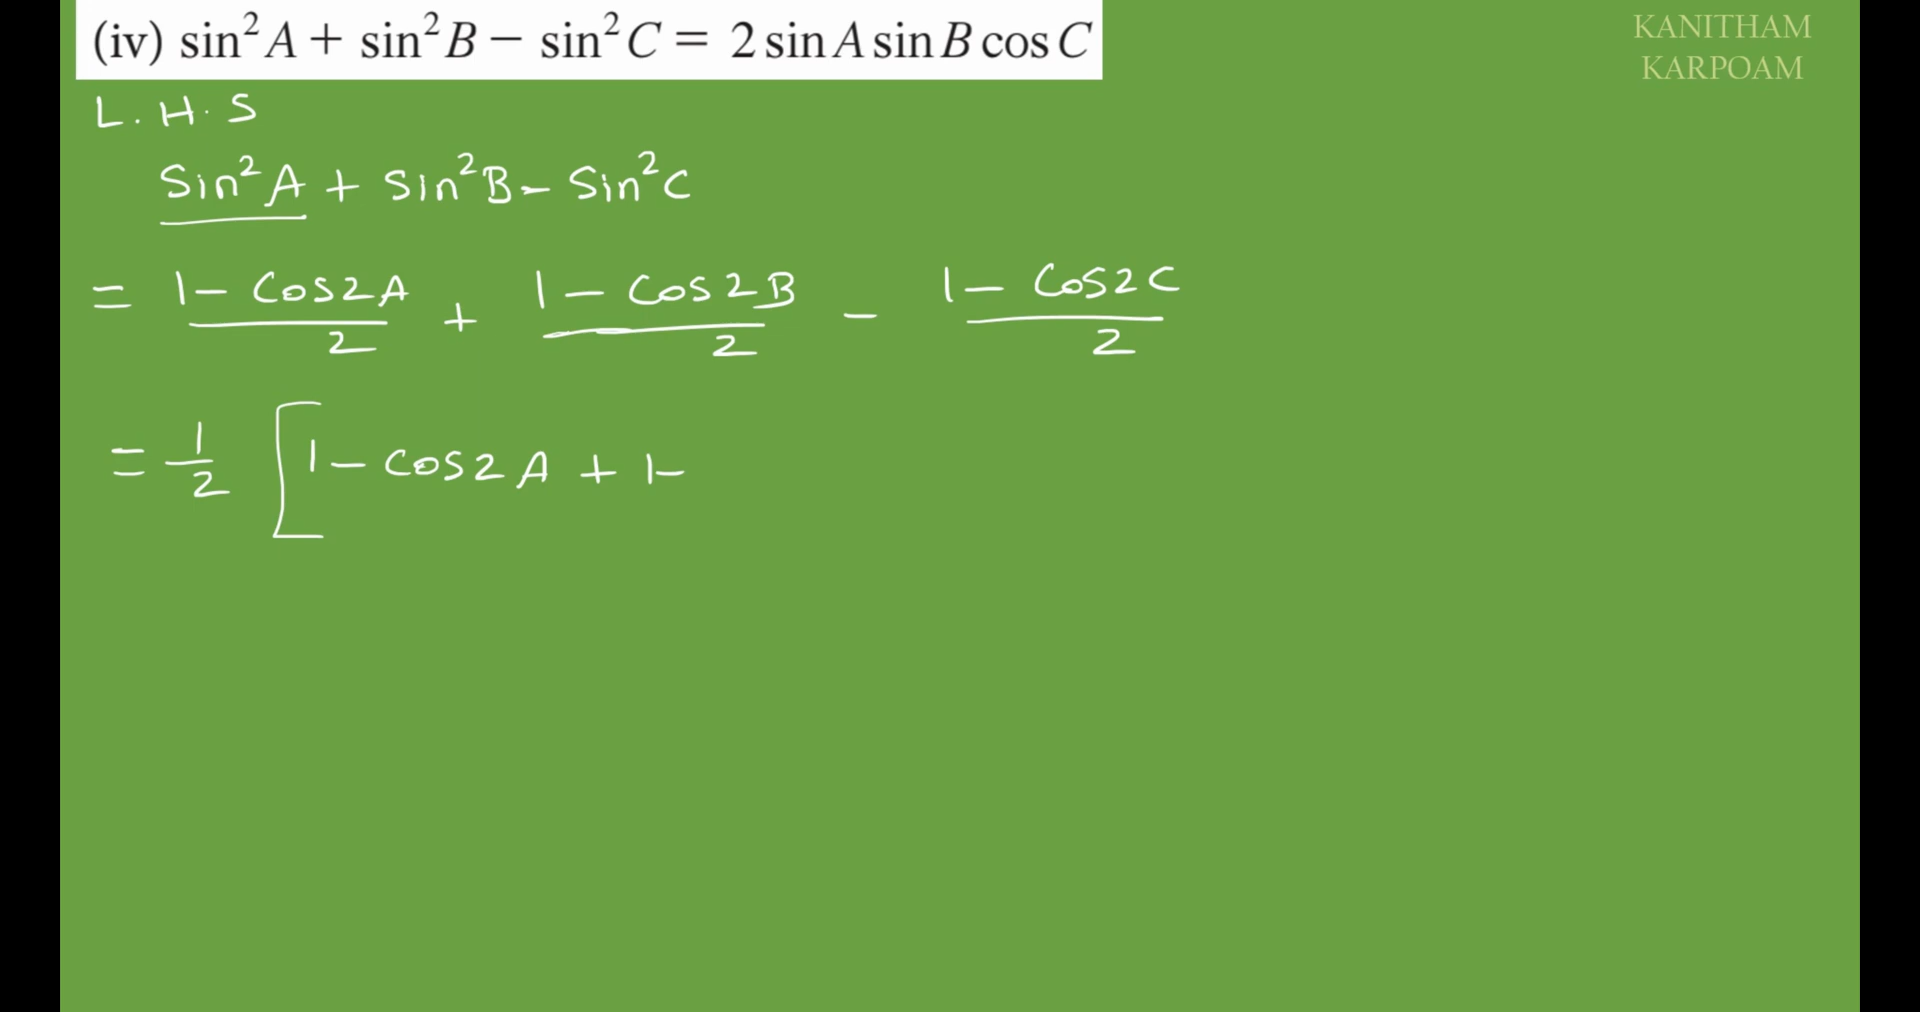 (iv) sin²A + sin²B − sin²C = 2 sin A sin B cos C
KANITHAM
KARPOAM
L.H.S
Sin²A + Sin²B - Sin²C
= (1 - Cos2A)/2 + (1 - Cos2B)/2 - (1 - Cos2C)/2
= 1/2 [1 - Cos2A + 1-